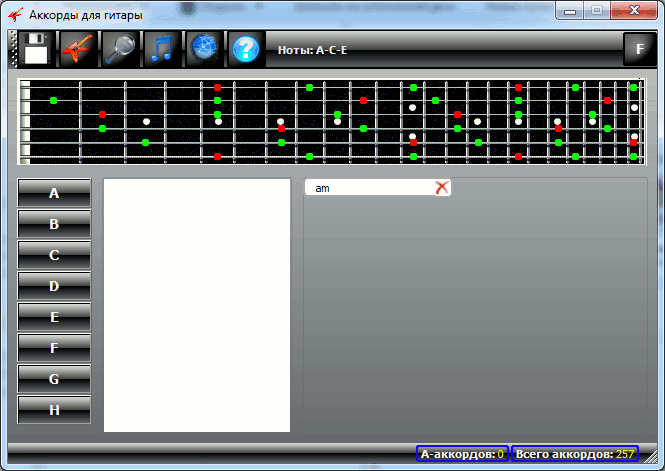 Аккорды для гитары
Ноты: A-C-E
F
am
A
B
C
D
E
F
G
H
A-аккордов: 0
Всего аккордов: 257